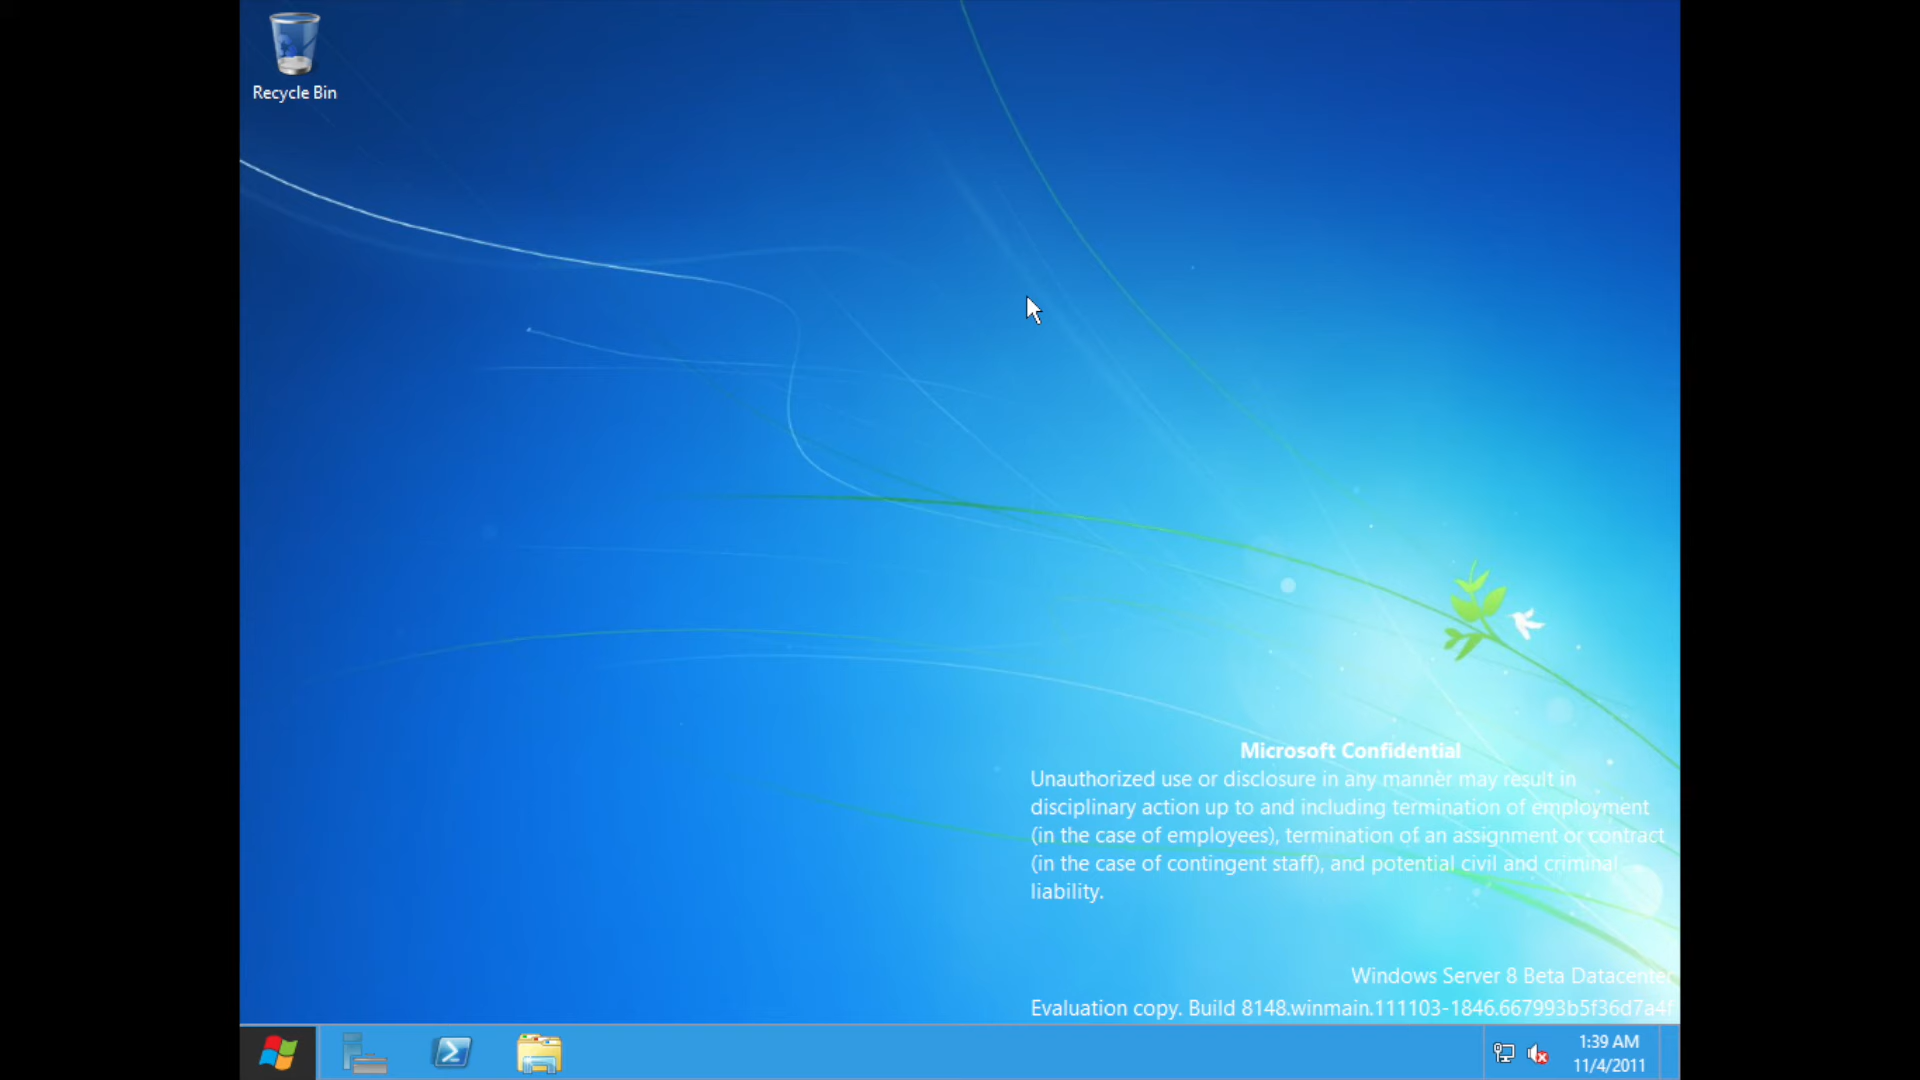 Recycle Bin
Microsoft Confidential
Unauthorized use or disclosure in any manner may result in
disciplinary action up to and including termination of employment
(in the case of employees), termination of an assignment or contract
(in the case of contingent staff), and potential civil and criminal
liability.
Windows Server 8 Beta Datacenter
Evaluation copy. Build 8148.winmain.111103-1846.667993b5f36d7a4f
1:39 AM
11/4/2011